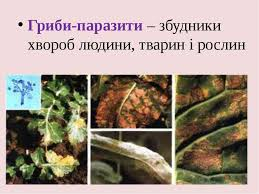 • Гриби-паразити – збудники
хвороб людини, тварин і рослин